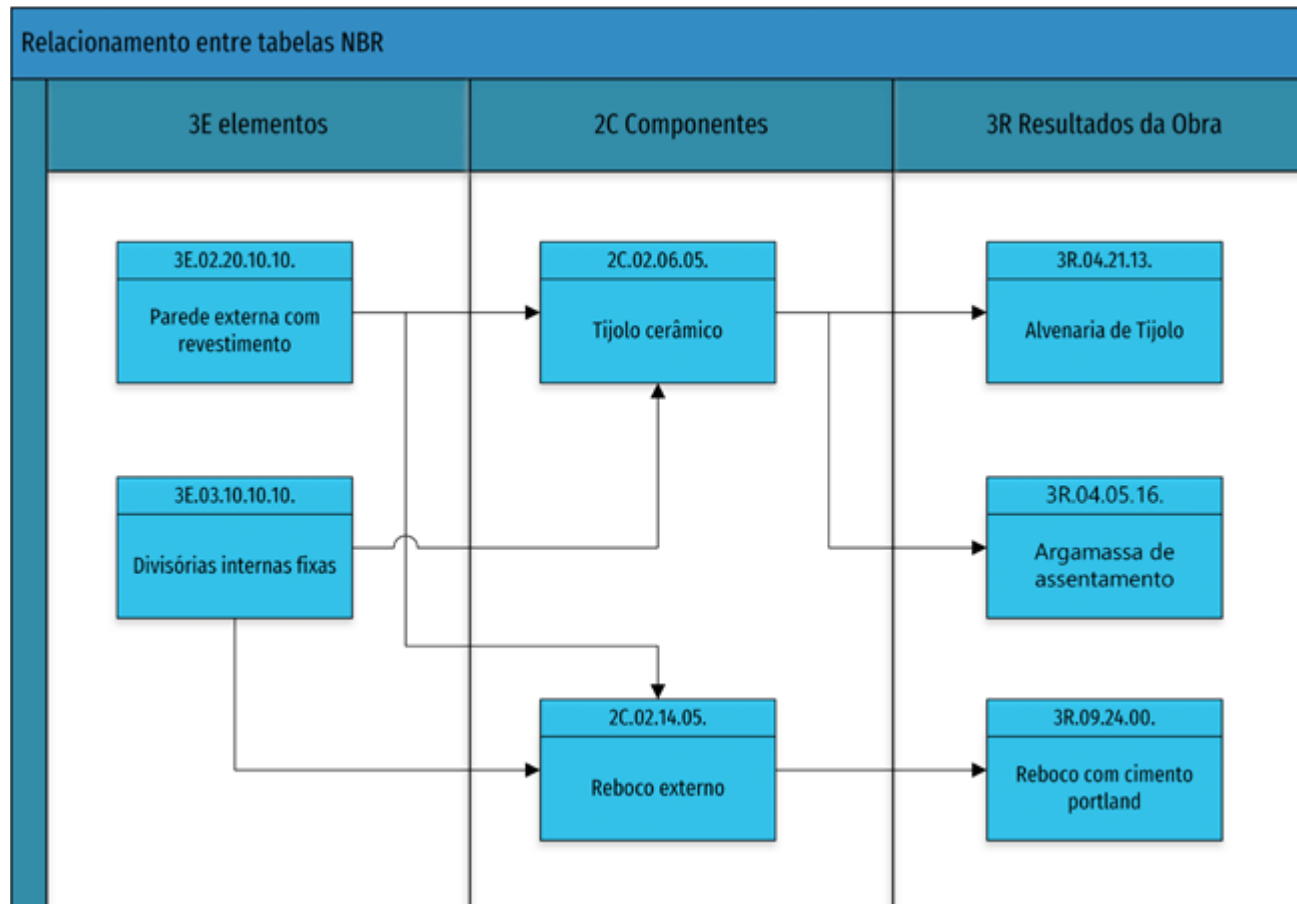 Relacionamento entre tabelas NBR
3E elementos
2C Componentes
3R Resultados da Obra
3E.02.20.10.10.
Parede externa com
revestimento
2C.02.06.05.
Tijolo cerâmico
3R.04.21.13.
Alvenaria de Tijolo
3E.03.10.10.10.
Divisórias internas fixas
3R.04.05.16.
Argamassa de
assentamento
2C.02.14.05.
Reboco externo
3R.09.24.00.
Reboco com cimento
portland